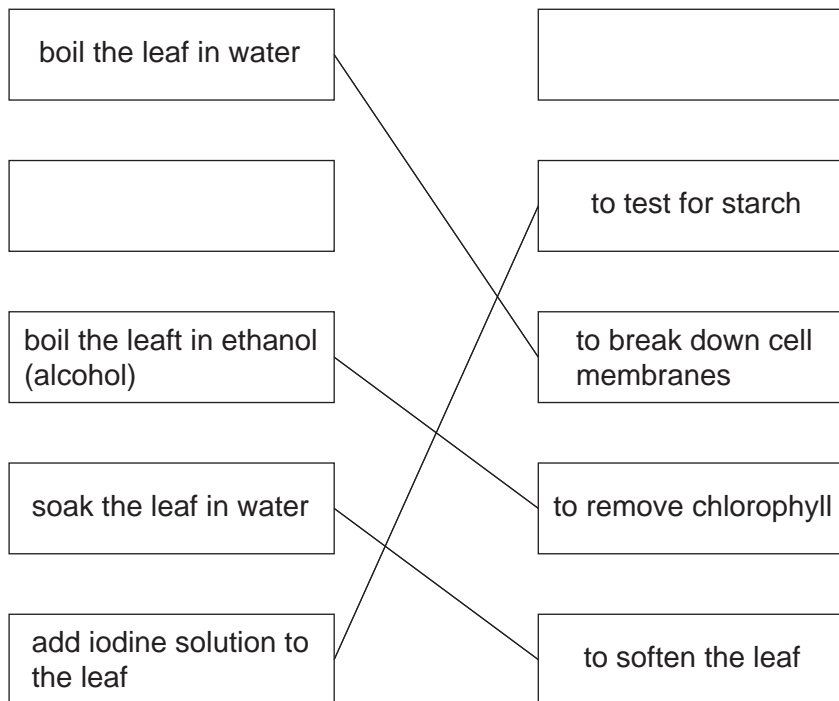 boil the leaf in water
to test for starch
boil the leaft in ethanol
(alcohol)
to break down cell
membranes
soak the leaf in water
to remove chlorophyll
add iodine solution to
the leaf
to soften the leaf